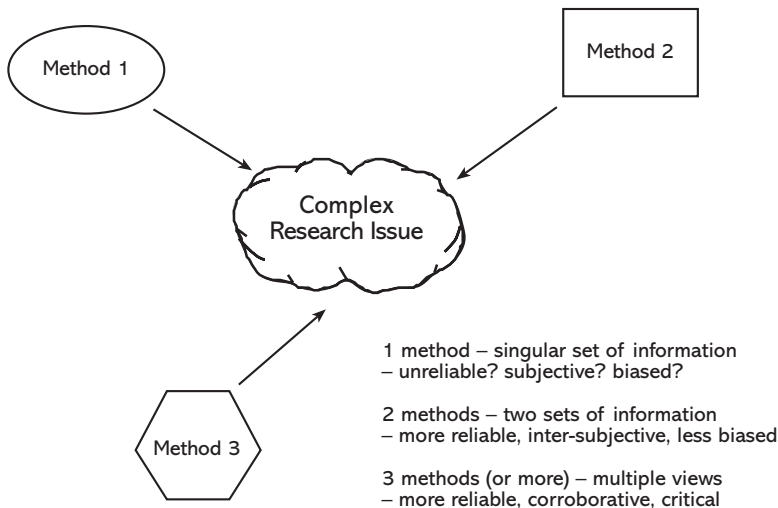 Method 1
Method 2
Complex
Research Issue
Method 3
1 method – singular set of information
– unreliable? subjective? biased?
2 methods – two sets of information
– more reliable, inter-subjective, less biased
3 methods (or more) – multiple views
– more reliable, corroborative, critical